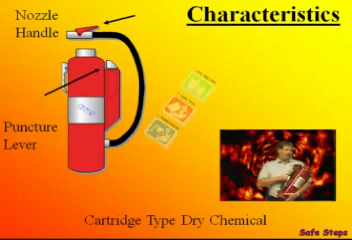 Nozzle
Handle
Characteristics
Puncture
Lever
Cartridge Type Dry Chemical
Safe Steps